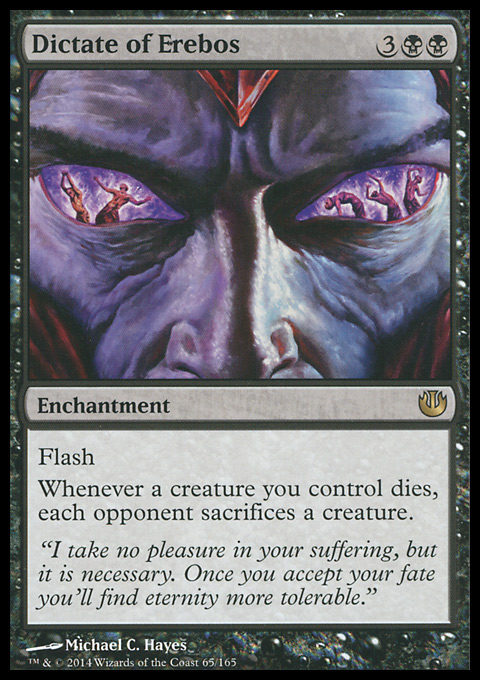 Dictate of Erebos 3
Enchantment
Flash
Whenever a creature you control dies,
each opponent sacrifices a creature.
“I take no pleasure in your suffering, but
it is necessary. Once you accept your fate
you’ll find eternity more tolerable.”
Michael C. Hayes
™ & © 2014 Wizards of the Coast 65/165